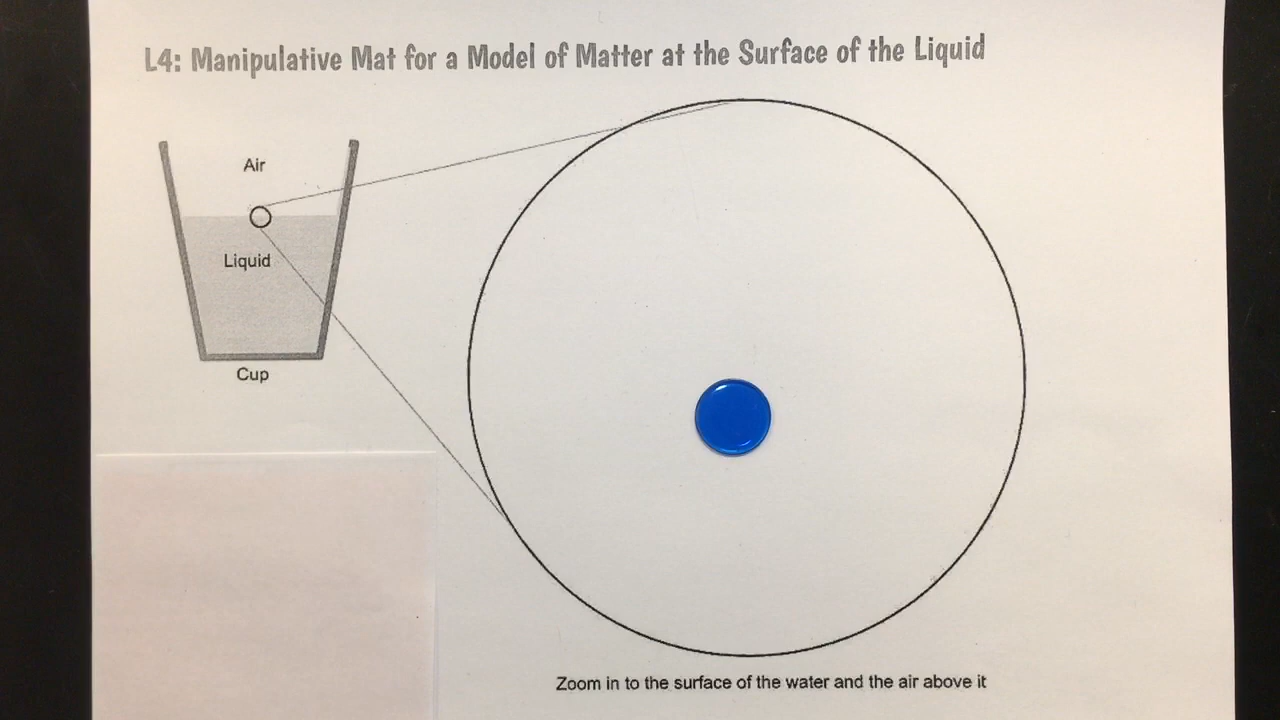 L4: Manipulative Mat for a Model of Matter at the Surface of the Liquid
Air
Liquid
Cup
Zoom in to the surface of the water and the air above it